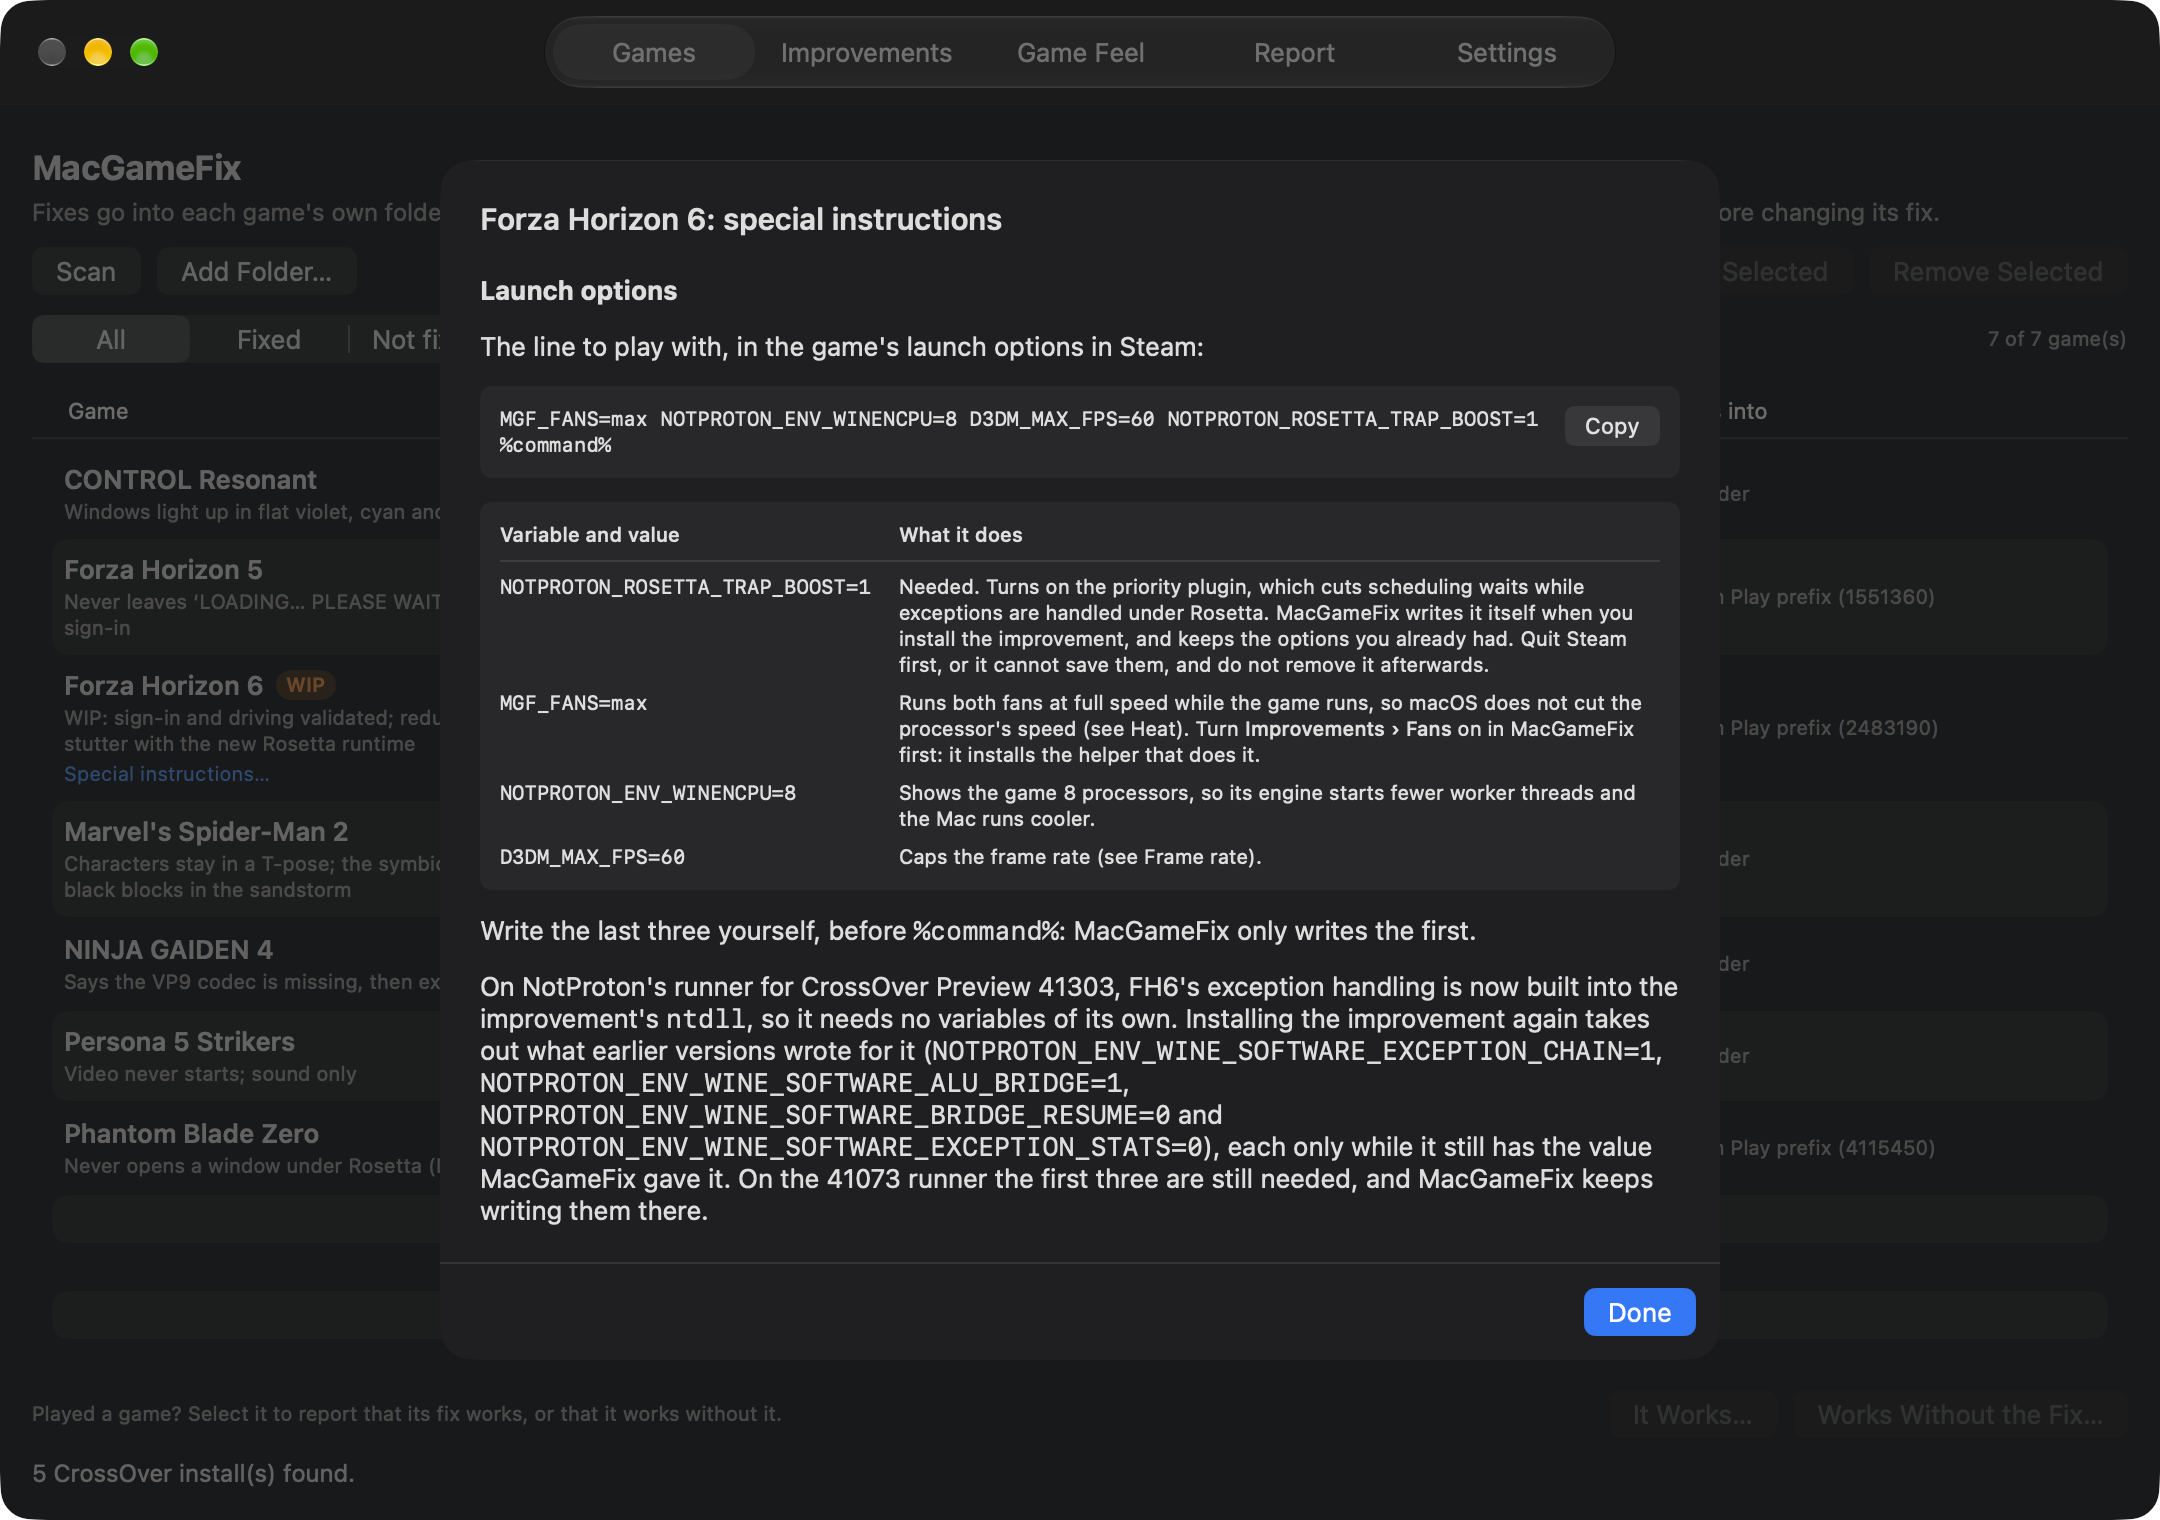 Games
Improvements
Game Feel
Report
Settings
MacGameFix
Fixes go into each game's own folde
ore changing its fix.
Scan
Add Folder...
Selected
Remove Selected
All
Fixed
Not fi
7 of 7 game(s)
Game
into
CONTROL Resonant
Windows light up in flat violet, cyan and
der
Forza Horizon 5
Never leaves ‘LOADING... PLEASE WAIT
sign-in
Play prefix (1551360)
Forza Horizon 6 WIP
WIP: sign-in and driving validated; redu
stutter with the new Rosetta runtime
Special instructions...
Play prefix (2483190)
Marvel's Spider-Man 2
Characters stay in a T-pose; the symbio
black blocks in the sandstorm
der
NINJA GAIDEN 4
Says the VP9 codec is missing, then ex
der
Persona 5 Strikers
Video never starts; sound only
der
Phantom Blade Zero
Never opens a window under Rosetta (
Play prefix (4115450)
Forza Horizon 6: special instructions
Launch options
The line to play with, in the game's launch options in Steam:
MGF_FANS=max NOTPROTON_ENV_WINENCPU=8 D3DM_MAX_FPS=60 NOTPROTON_ROSETTA_TRAP_BOOST=1
%command%
Copy
Variable and value
What it does
NOTPROTON_ROSETTA_TRAP_BOOST=1
Needed. Turns on the priority plugin, which cuts scheduling waits while
exceptions are handled under Rosetta. MacGameFix writes it itself when you
install the improvement, and keeps the options you already had. Quit Steam
first, or it cannot save them, and do not remove it afterwards.
MGF_FANS=max
Runs both fans at full speed while the game runs, so macOS does not cut the
processor's speed (see Heat). Turn Improvements › Fans on in MacGameFix
first: it installs the helper that does it.
NOTPROTON_ENV_WINENCPU=8
Shows the game 8 processors, so its engine starts fewer worker threads and
the Mac runs cooler.
D3DM_MAX_FPS=60
Caps the frame rate (see Frame rate).
Write the last three yourself, before %command%: MacGameFix only writes the first.
On NotProton's runner for CrossOver Preview 41303, FH6's exception handling is now built into the
improvement's ntdll, so it needs no variables of its own. Installing the improvement again takes
out what earlier versions wrote for it (NOTPROTON_ENV_WINE_SOFTWARE_EXCEPTION_CHAIN=1,
NOTPROTON_ENV_WINE_SOFTWARE_ALU_BRIDGE=1,
NOTPROTON_ENV_WINE_SOFTWARE_BRIDGE_RESUME=0 and
NOTPROTON_ENV_WINE_SOFTWARE_EXCEPTION_STATS=0), each only while it still has the value
MacGameFix gave it. On the 41073 runner the first three are still needed, and MacGameFix keeps
writing them there.
Done
Played a game? Select it to report that its fix works, or that it works without it.
It Works...
Works Without the Fix...
5 CrossOver install(s) found.